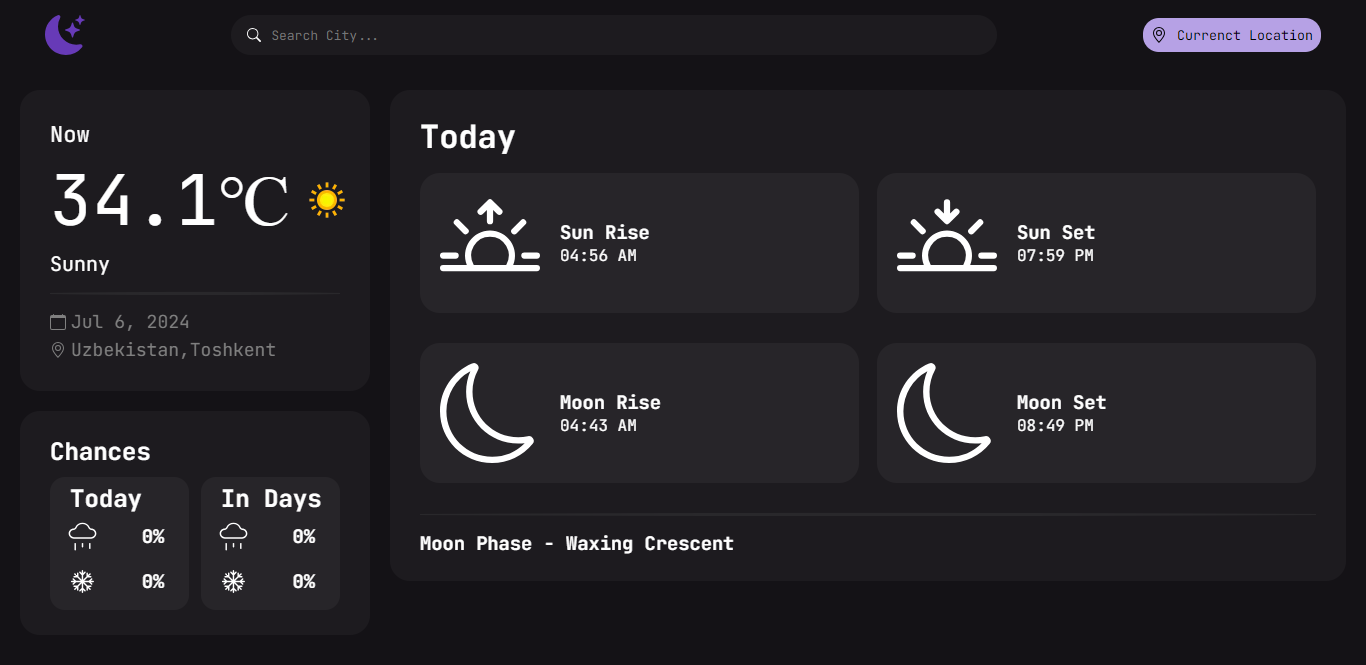 Search City...
Currenct Location
Now
34.1℃
Sunny
Jul 6, 2024
Uzbekistan,Toshkent
Chances
Today
0%
0%
In Days
0%
0%
Today
Sun Rise
04:56 AM
Sun Set
07:59 PM
Moon Rise
04:43 AM
Moon Set
08:49 PM
Moon Phase - Waxing Crescent